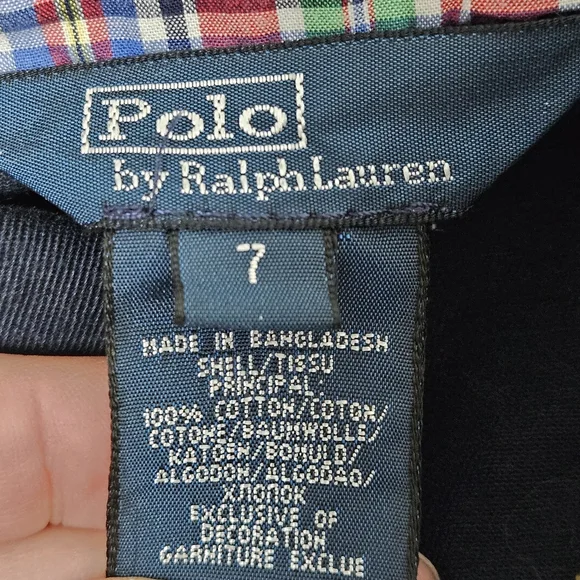 Polo
by Ralph Lauren
7
MADE IN BANGLADESH
SHELL/TISSU
PRINCIPAL/
100% COTTON/COTON/
COTONE/BAUMWOLLE/
KATOEN/BOMULD/
ALGODON/ALGODAO/
ХЛОПОК
EXCLUSIVE OF
DECORATION
GARNITURE EXCLUE